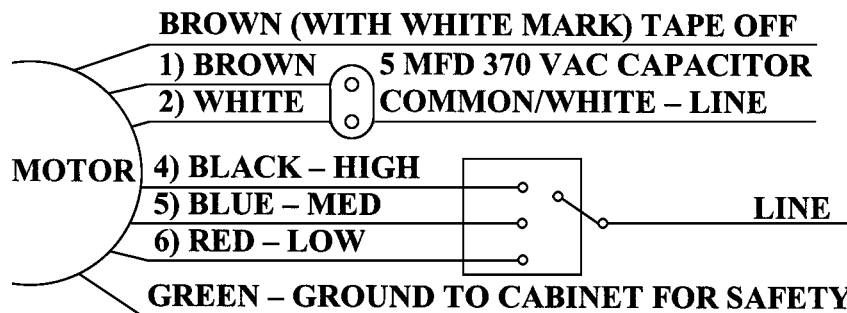 BROWN (WITH WHITE MARK) TAPE OFF
1) BROWN 5 MFD 370 VAC CAPACITOR
2) WHITE COMMON/WHITE – LINE
MOTOR
4) BLACK – HIGH
5) BLUE – MED
LINE
6) RED – LOW
GREEN – GROUND TO CABINET FOR SAFETY